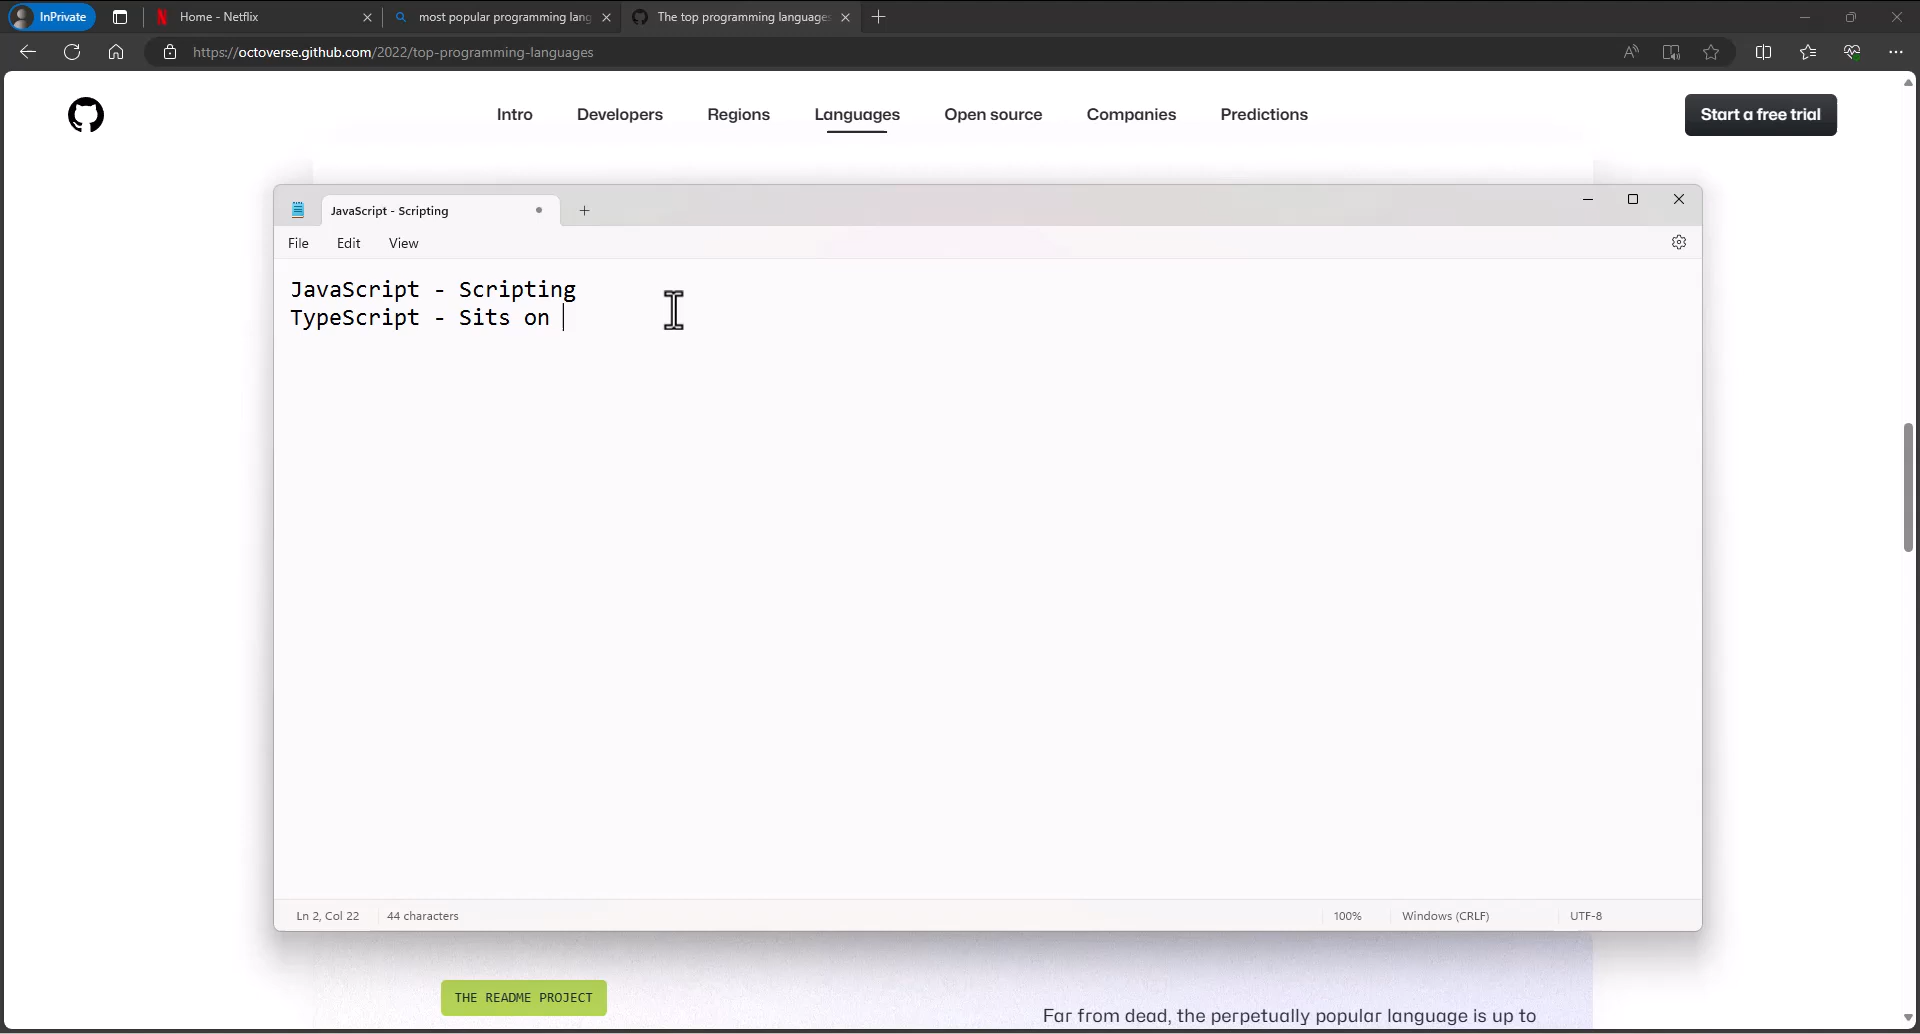 InPrivate
Home - Netflix
most popular programming lang
The top programming languages
https://octoverse.github.com/2022/top-programming-languages
Intro
Developers
Regions
Languages
Open source
Companies
Predictions
Start a free trial
JavaScript - Scripting
File
Edit
View
JavaScript - Scripting
TypeScript - Sits on
Ln 2, Col 22
44 characters
100%
Windows (CRLF)
UTF-8
THE README PROJECT
Far from dead, the perpetually popular language is up to